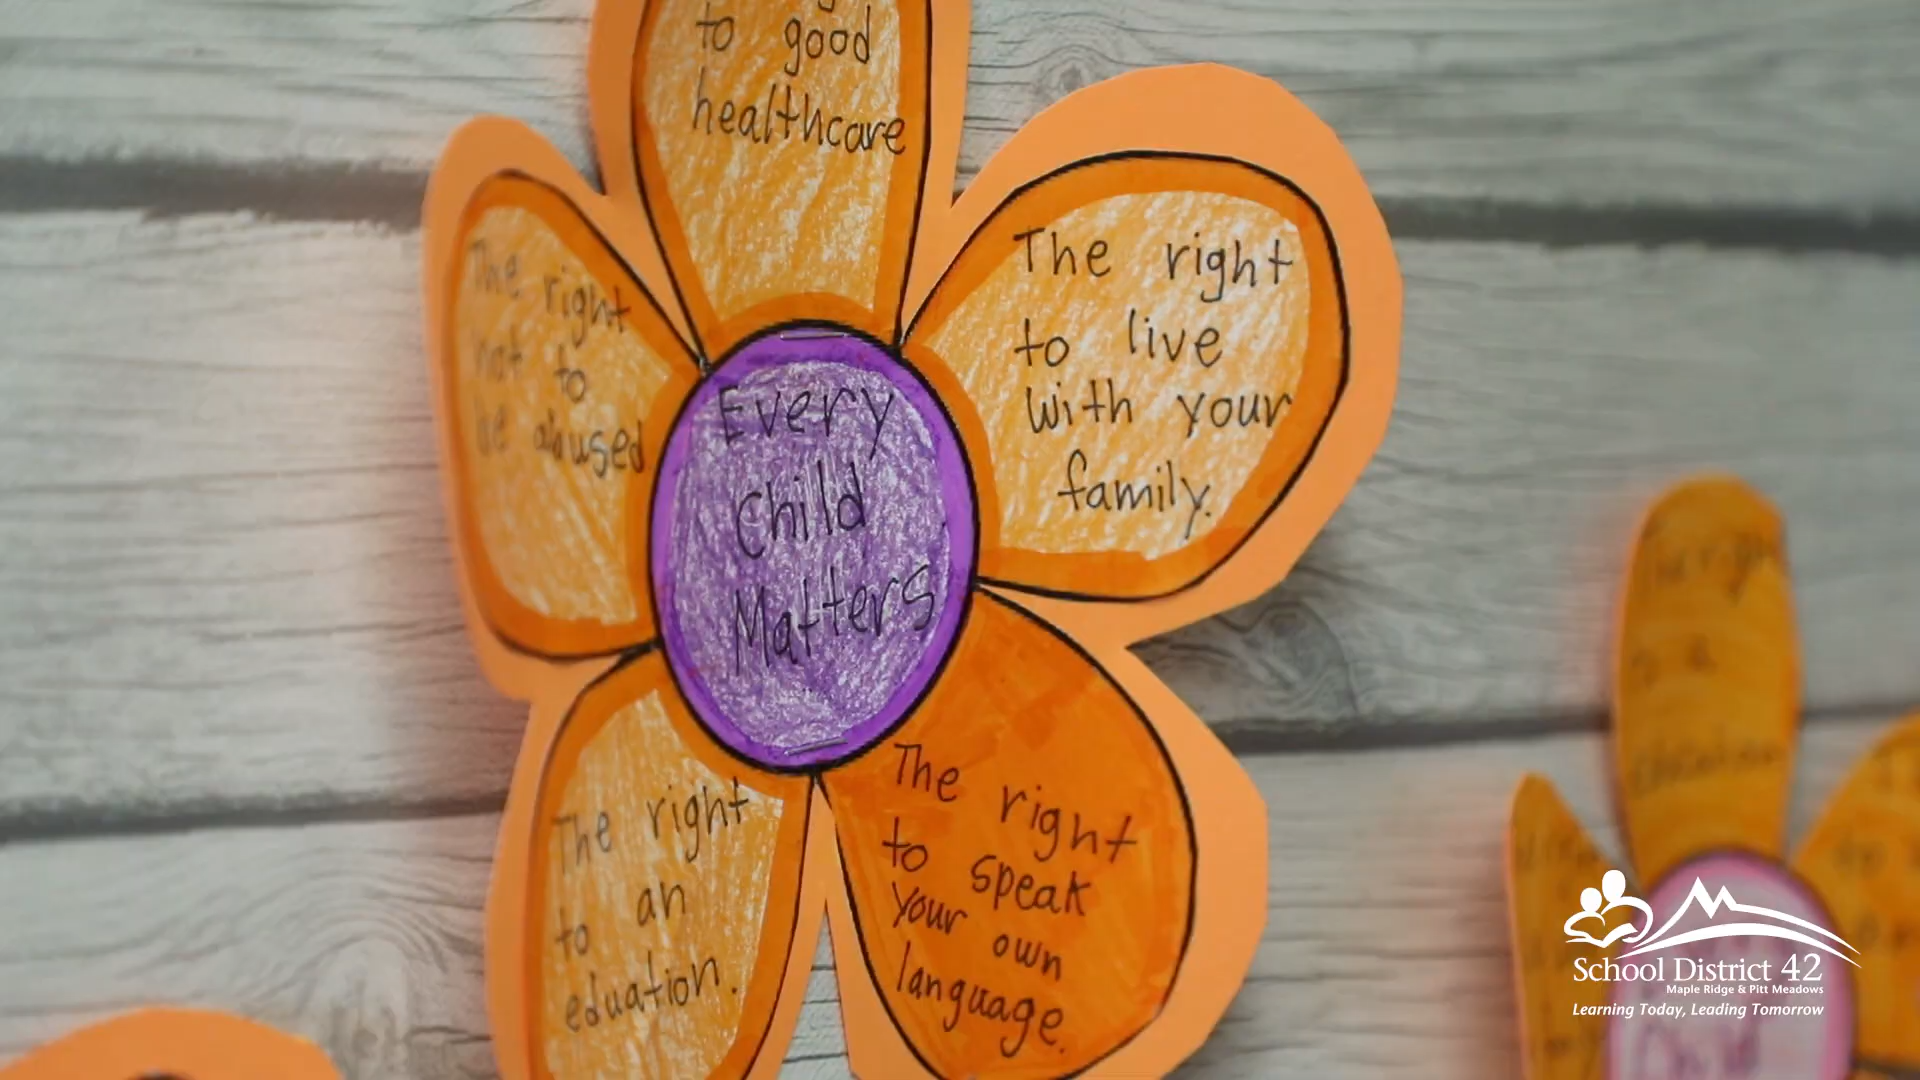 to good
healthcare
The right
to live
with your
family.
The right
not to
be abused
Every
Child
Matters
The right
to speak
your own
language.
The right
to an
eduation.
School District 42
Maple Ridge & Pitt Meadows
Learning Today, Leading Tomorrow